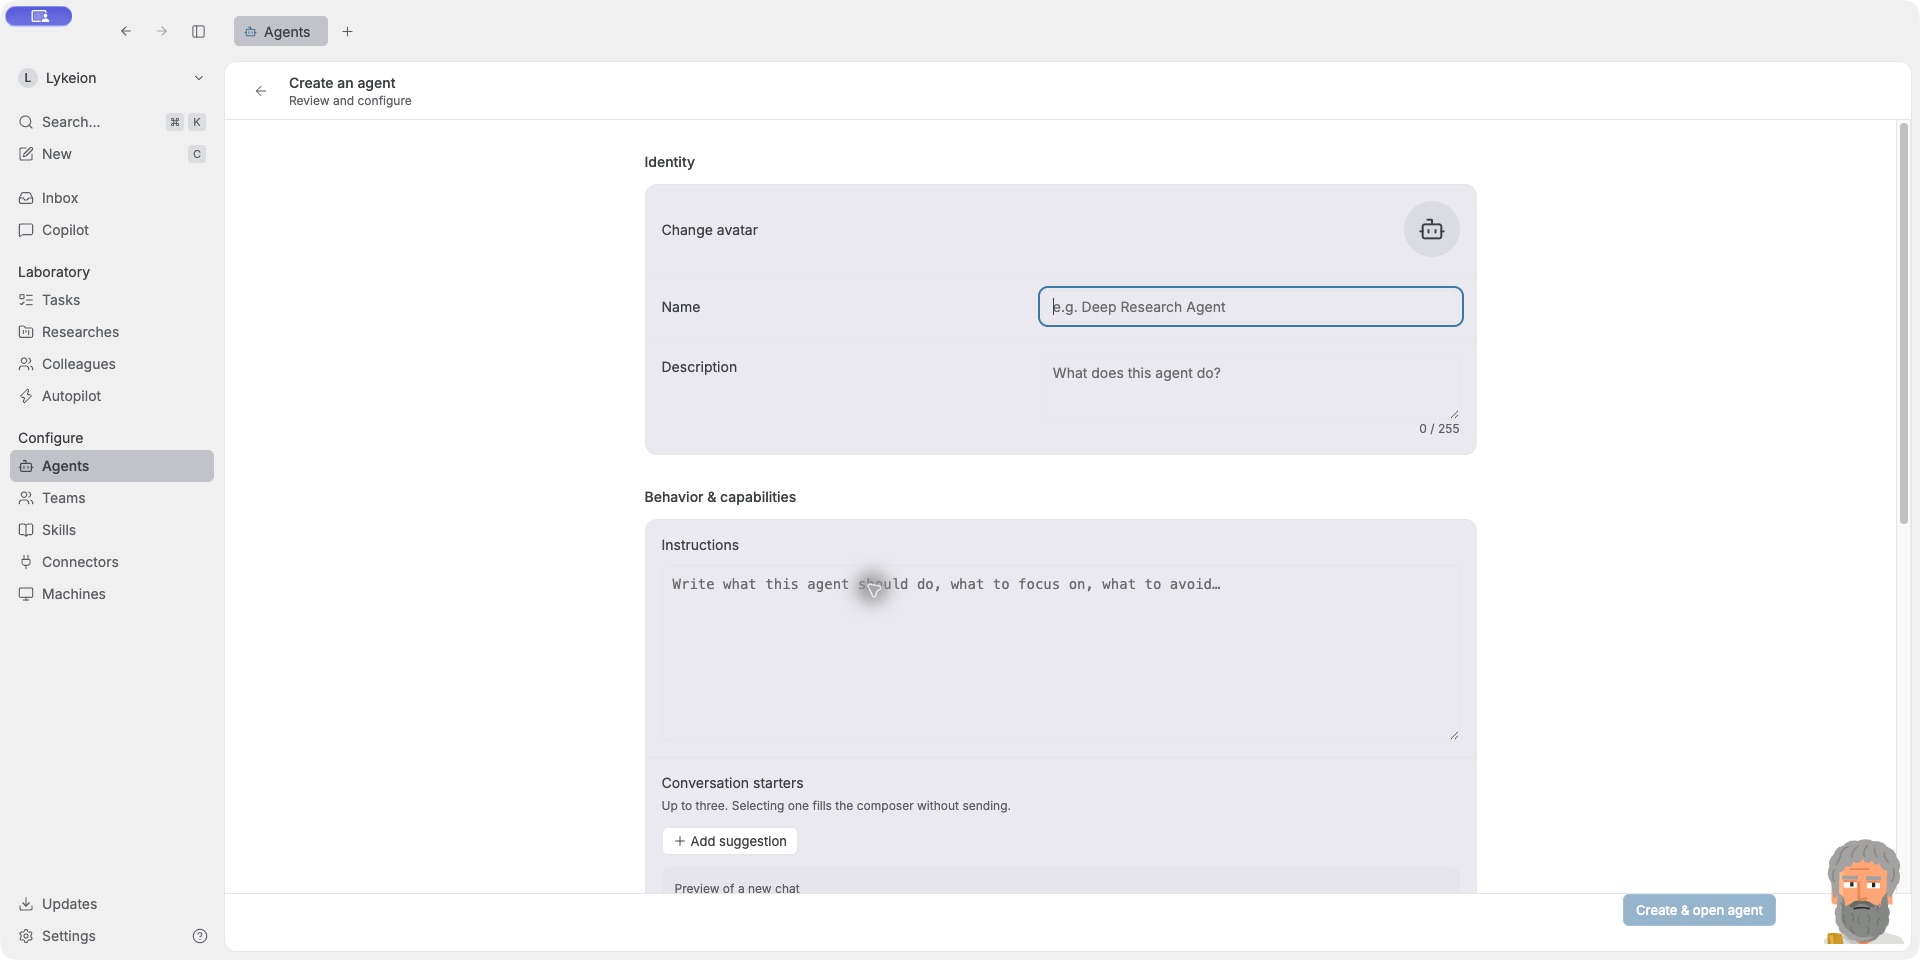 Agents
L Lykeion
Search... ⌘ K
New C
Inbox
Copilot
Laboratory
Tasks
Researches
Colleagues
Autopilot
Configure
Agents
Teams
Skills
Connectors
Machines
Updates
Settings
Create an agent
Review and configure
Identity
Change avatar
Name
e.g. Deep Research Agent
Description
What does this agent do?
0 / 255
Behavior & capabilities
Instructions
Write what this agent should do, what to focus on, what to avoid…
Conversation starters
Up to three. Selecting one fills the composer without sending.
+ Add suggestion
Preview of a new chat
Create & open agent